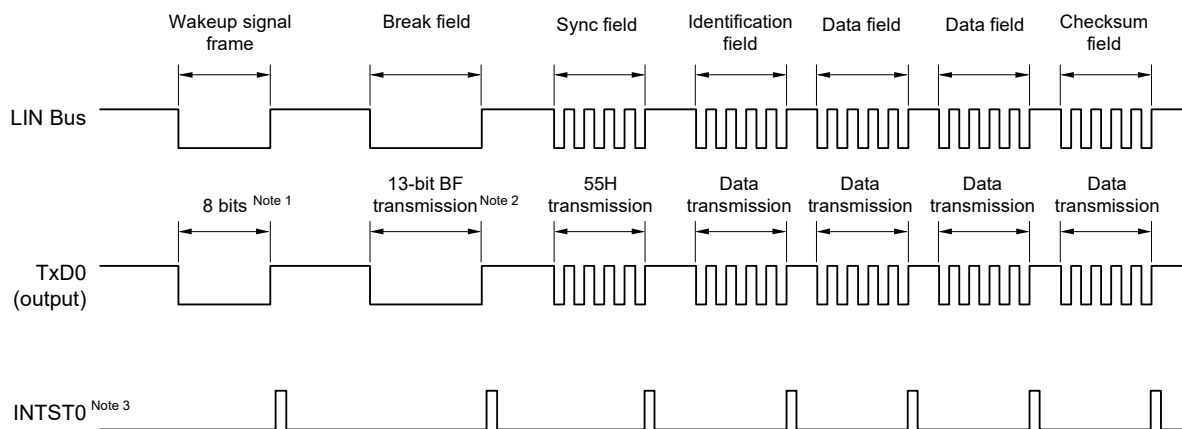 Wakeup signal
frame
Break field
Sync field
Identification
field
Data field
Data field
Checksum
field
LIN Bus
8 bits Note 1
13-bit BF
transmission Note 2
55H
transmission
Data
transmission
Data
transmission
Data
transmission
Data
transmission
TxD0
(output)
INTST0 Note 3